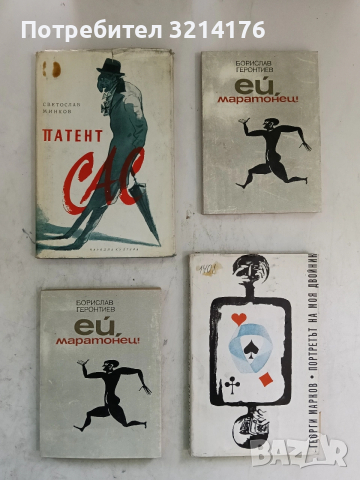 Потребител 3214176
СВЕТОСЛАВ
МИНКОВ
ПАТЕНТ
САС
БОРИСЛАВ
ГЕРОНТИЕВ
ей,
маратонец!
БОРИСЛАВ
ГЕРОНТИЕВ
ей,
маратонец!
ГЕОРГИ МАРКОВ • ПОРТРЕТЪТ НА МОЯ ДВОЙНИК
BAZAR